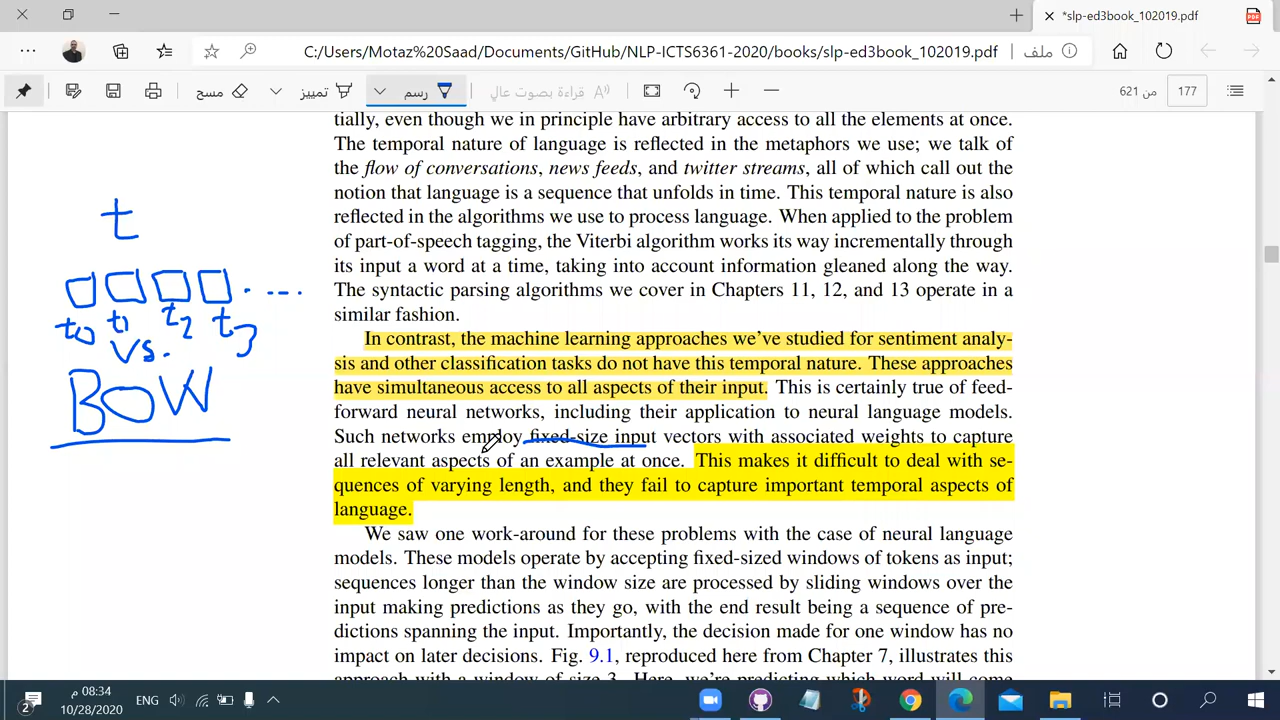 *slp-ed3book_102019.pdf
C:/Users/Motaz%20Saad/Documents/GitHub/NLP-ICTS6361-2020/books/slp-ed3book_102019.pdf
ملف
مسح
تمييز
رسم
قراءة بصوت عالٍ
من 621
177
tially, even though we in principle have arbitrary access to all the elements at once.
The temporal nature of language is reflected in the metaphors we use; we talk of
the flow of conversations, news feeds, and twitter streams, all of which call out the
notion that language is a sequence that unfolds in time. This temporal nature is also
reflected in the algorithms we use to process language. When applied to the problem
of part-of-speech tagging, the Viterbi algorithm works its way incrementally through
its input a word at a time, taking into account information gleaned along the way.
The syntactic parsing algorithms we cover in Chapters 11, 12, and 13 operate in a
similar fashion.
In contrast, the machine learning approaches we've studied for sentiment analy-
sis and other classification tasks do not have this temporal nature. These approaches
have simultaneous access to all aspects of their input. This is certainly true of feed-
forward neural networks, including their application to neural language models.
Such networks employ fixed-size input vectors with associated weights to capture
all relevant aspects of an example at once. This makes it difficult to deal with se-
quences of varying length, and they fail to capture important temporal aspects of
language.
We saw one work-around for these problems with the case of neural language
models. These models operate by accepting fixed-sized windows of tokens as input;
sequences longer than the window size are processed by sliding windows over the
input making predictions as they go, with the end result being a sequence of pre-
dictions spanning the input. Importantly, the decision made for one window has no
impact on later decisions. Fig. 9.1, reproduced here from Chapter 7, illustrates this
approach with a window of size 3. Here, we're predicting which word will come
t
t0 t1 t2 t3
vs.
BOW
2
08:34 م
10/28/2020
ENG